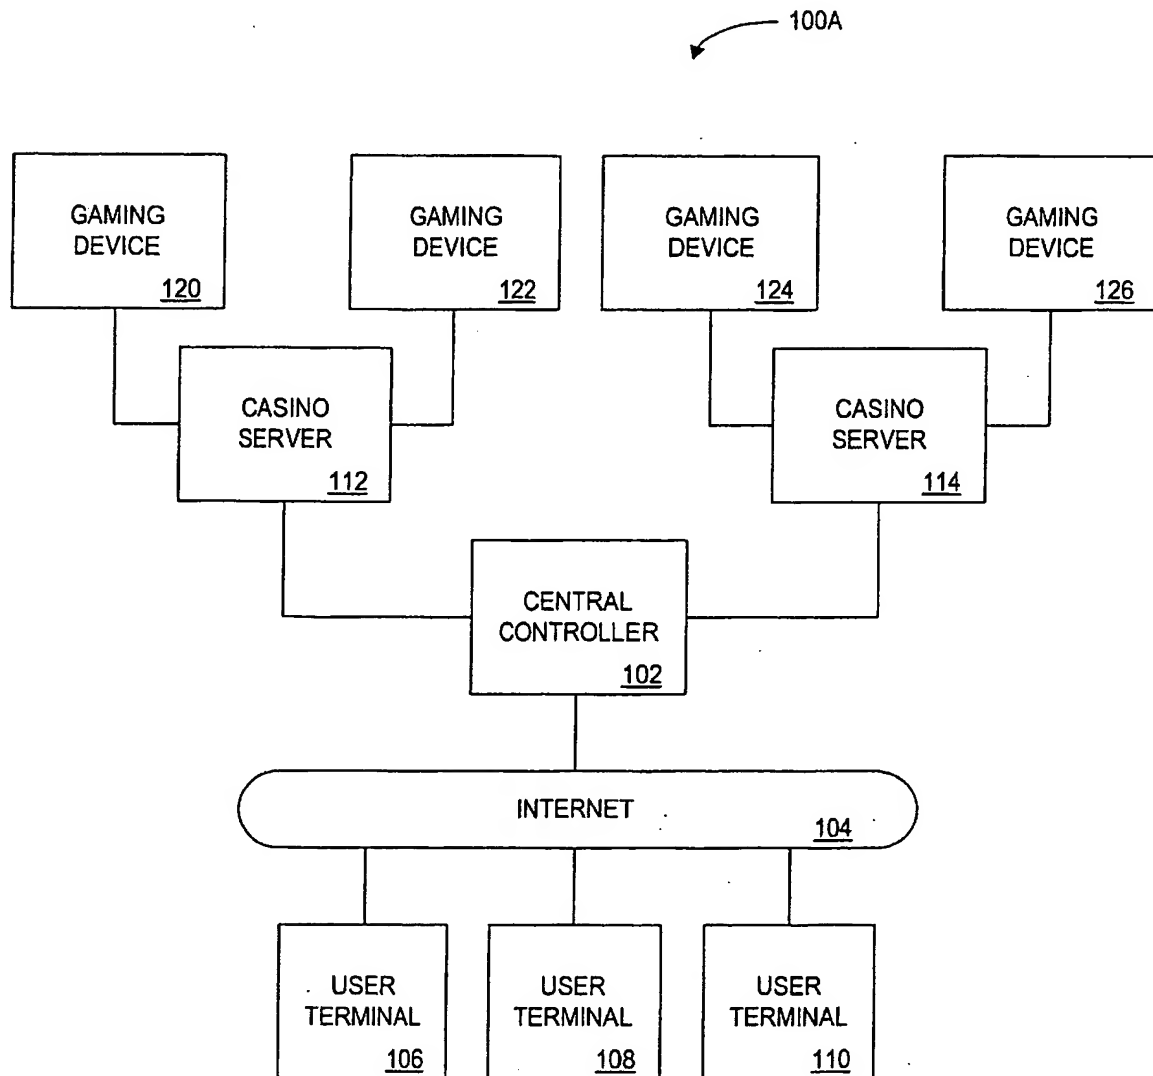 100A
GAMING
DEVICE
120
GAMING
DEVICE
122
GAMING
DEVICE
124
GAMING
DEVICE
126
CASINO
SERVER
112
CASINO
SERVER
114
CENTRAL
CONTROLLER
102
INTERNET
104
USER
TERMINAL
106
USER
TERMINAL
108
USER
TERMINAL
110